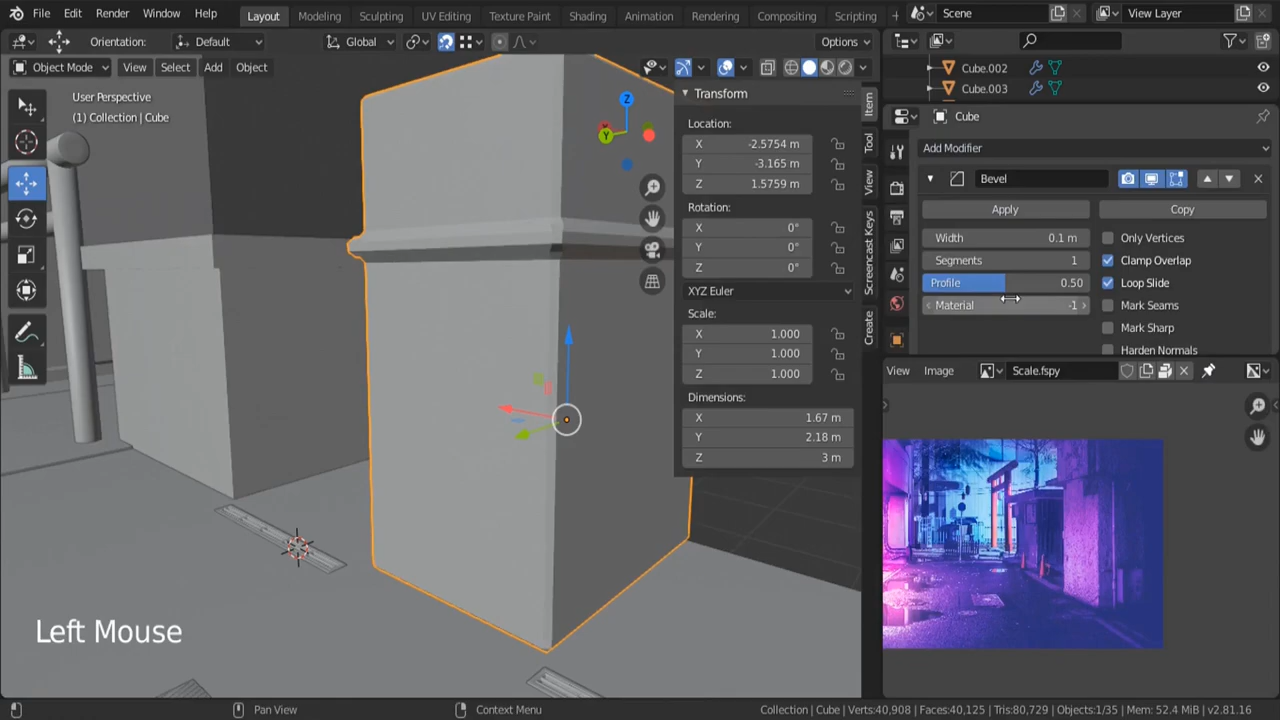 File Edit Render Window Help Layout Modeling Sculpting UV Editing Texture Paint Shading Animation Rendering Compositing Scripting + Scene View Layer
Orientation: Default Global Options
Object Mode View Select Add Object
User Perspective
(1) Collection | Cube
Z
Y
Transform
Location:
X -2.5754 m
Y -3.165 m
Z 1.5759 m
Rotation:
X 0°
Y 0°
Z 0°
XYZ Euler
Scale:
X 1.000
Y 1.000
Z 1.000
Dimensions:
X 1.67 m
Y 2.18 m
Z 3 m
Item
Tool
View
Screencast Keys
Create
Cube.002
Cube.003
Cube
Add Modifier
Bevel
Apply Copy
Width 0.1 m Only Vertices
Segments 1 Clamp Overlap
Profile 0.50 Loop Slide
Material -1 Mark Seams
Mark Sharp
Harden Normals
View Image Scale.fspy
Left Mouse
Pan View Context Menu Collection | Cube | Verts:40,908 | Faces:40,125 | Tris:80,729 | Objects:1/35 | Mem: 52.4 MiB | v2.81.16